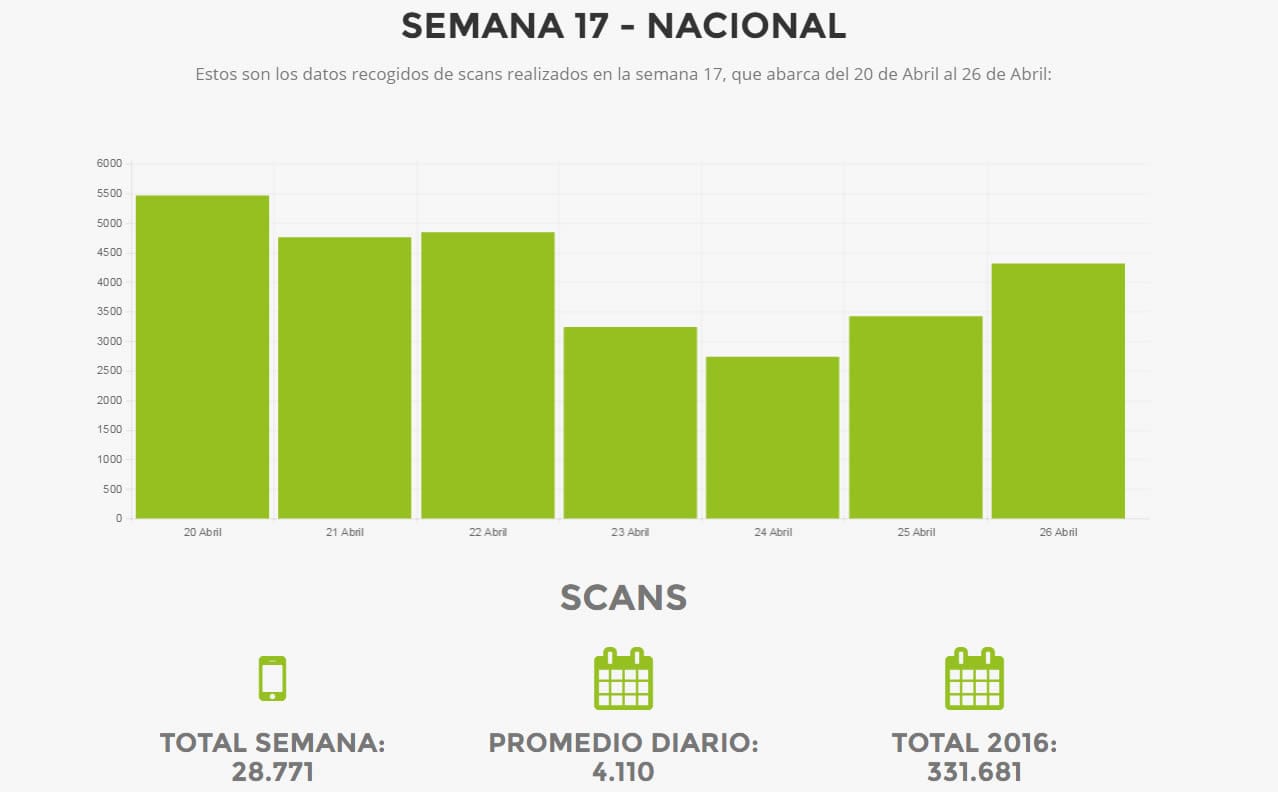 SEMANA 17 - NACIONAL
Estos son los datos recogidos de scans realizados en la semana 17, que abarca del 20 de Abril al 26 de Abril:
6000
5500
5000
4500
4000
3500
3000
2500
2000
1500
1000
500
0
20 Abril 21 Abril 22 Abril 23 Abril 24 Abril 25 Abril 26 Abril
SCANS
TOTAL SEMANA: PROMEDIO DIARIO: TOTAL 2016:
28.771 4.110 331.681